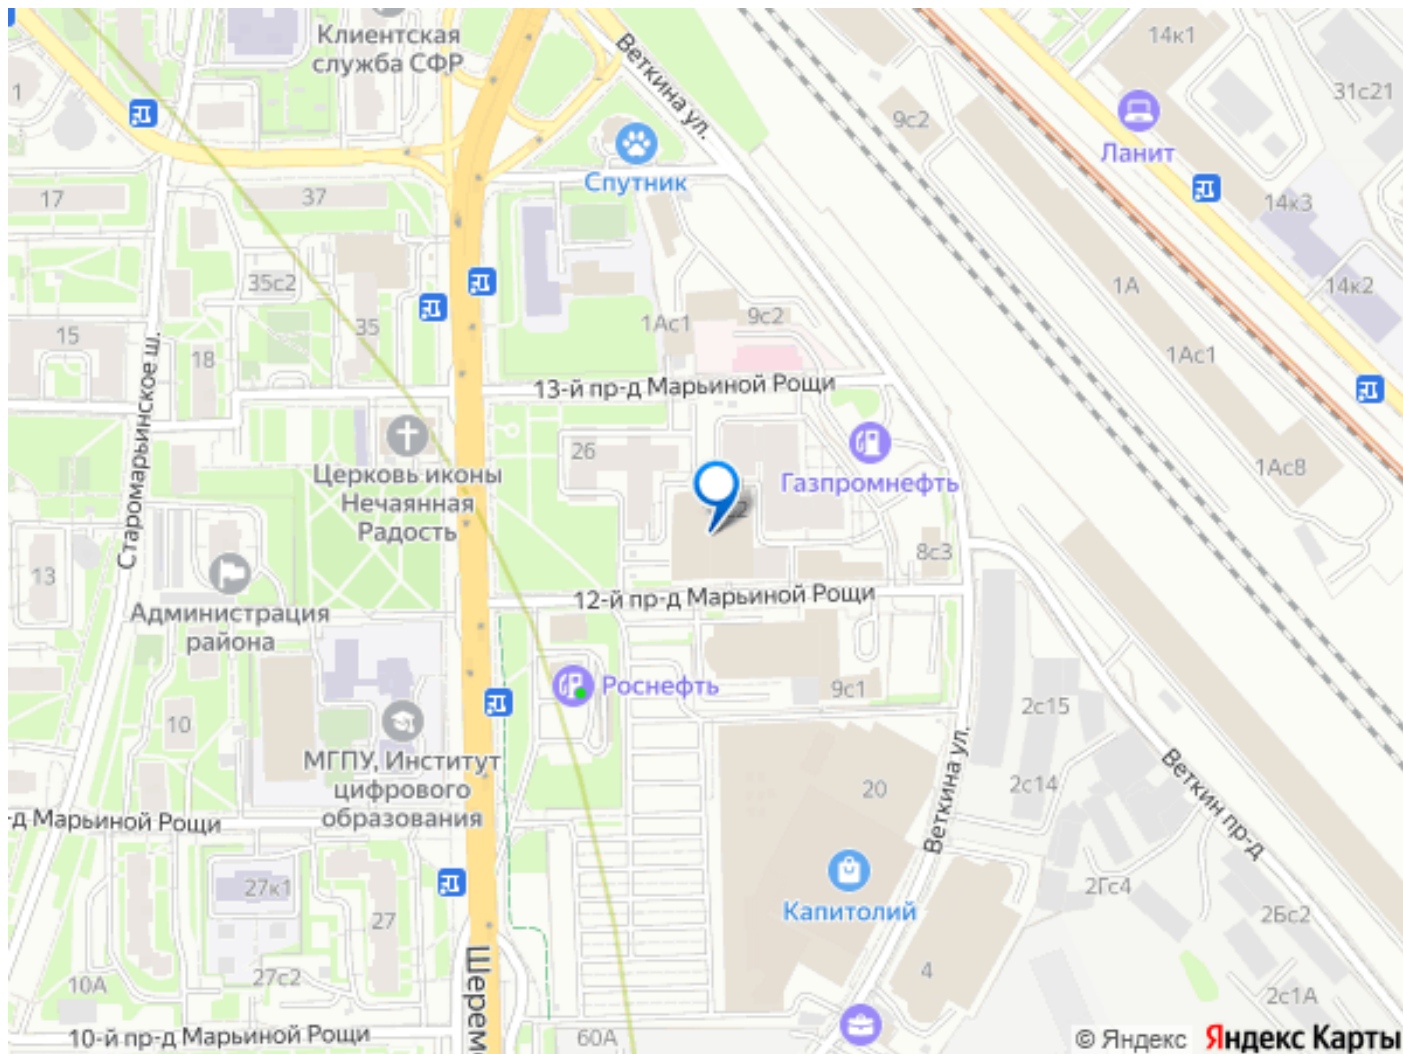 Клиентская
служба СФР
Веткина ул.
14к1
31с21
1
9с2
Ланит
Спутник
17
37
14к3
35с2
1А
14к2
15
35
1Ас1
9с2
18
1Ас1
13-й пр-д Марьиной Рощи
Старомарьинское ш.
26
Церковь иконы
Нечаянная
Радость
Газпромнефть
1Ас8
8с3
13
Администрация
района
12-й пр-д Марьиной Рощи
Роснефть
9с1
10
2с15
МГПУ, Институт
цифрового
образования
20
2с14
Веткина ул.
Веткин пр-д
-д Марьиной Рощи
27к1
27
Капитолий
2Гс4
2Бс2
Шерем
10А
27с2
4
2с1А
10-й пр-д Марьиной Рощи
60А
© Яндекс Яндекс Карты